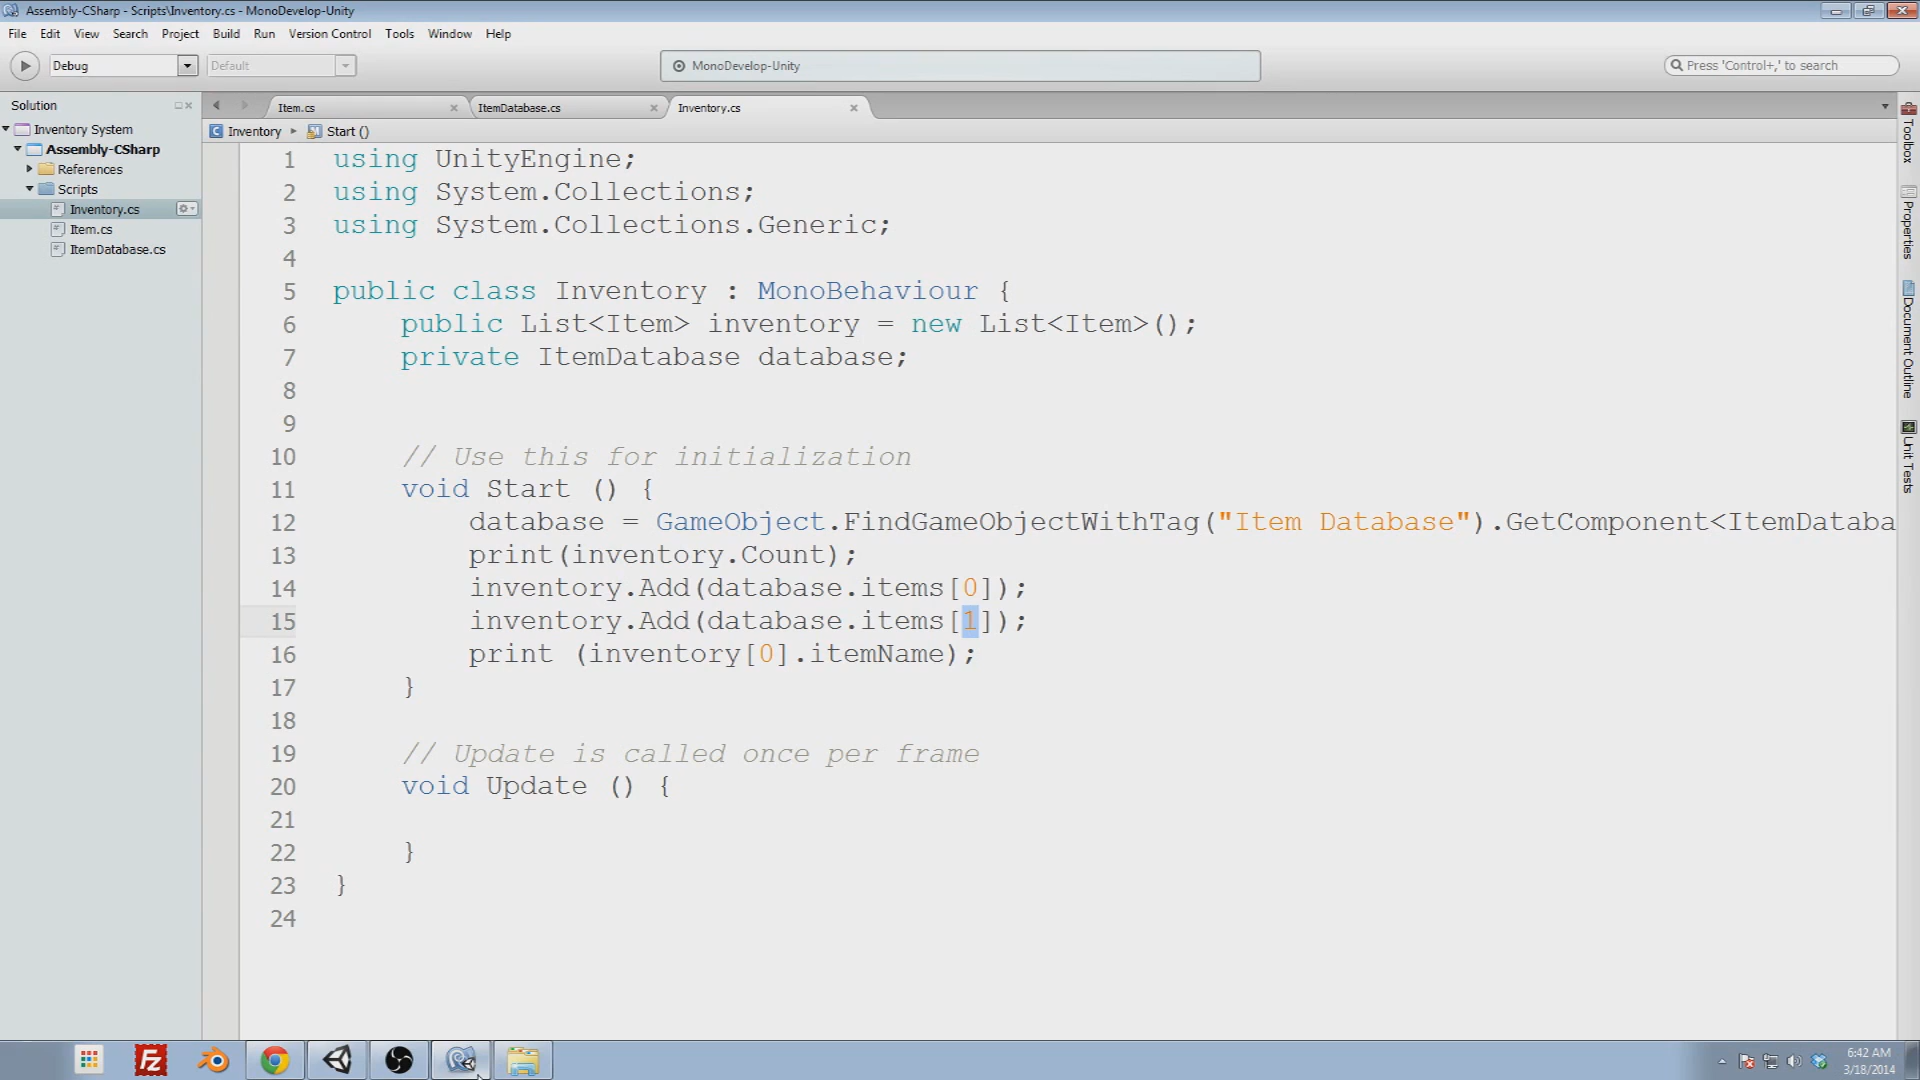 Assembly-CSharp - Scripts\Inventory.cs - MonoDevelop-Unity
File Edit View Search Project Build Run Version Control Tools Window Help
Debug Default MonoDevelop-Unity Press 'Control+,' to search
Solution Item.cs ItemDatabase.cs Inventory.cs
Inventory Start ()
Inventory System
Assembly-CSharp
References
Scripts
Inventory.cs
Item.cs
ItemDatabase.cs
1 using UnityEngine;
2 using System.Collections;
3 using System.Collections.Generic;
4
5 public class Inventory : MonoBehaviour {
6 public List<Item> inventory = new List<Item>();
7 private ItemDatabase database;
8
9
10 // Use this for initialization
11 void Start () {
12 database = GameObject.FindGameObjectWithTag("Item Database").GetComponent<ItemDataba
13 print(inventory.Count);
14 inventory.Add(database.items[0]);
15 inventory.Add(database.items[1]);
16 print (inventory[0].itemName);
17 }
18
19 // Update is called once per frame
20 void Update () {
21
22 }
23 }
24
Toolbox
Properties
Document Outline
Unit Tests
Fz
6:42 AM
3/18/2014